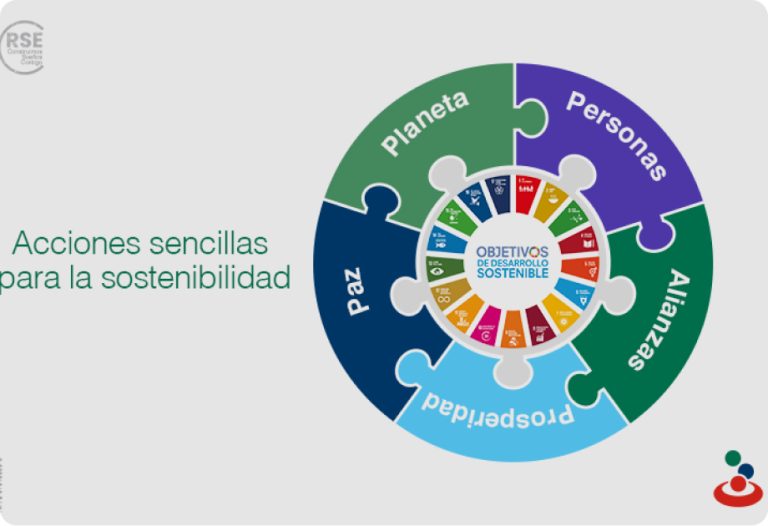 RSE
Construimos
Sueños
Contigo
Acciones sencillas
para la sostenibilidad
Planeta
Personas
Alianzas
Prosperidad
Paz
OBJETIVOS
DE DESARROLLO
SOSTENIBLE